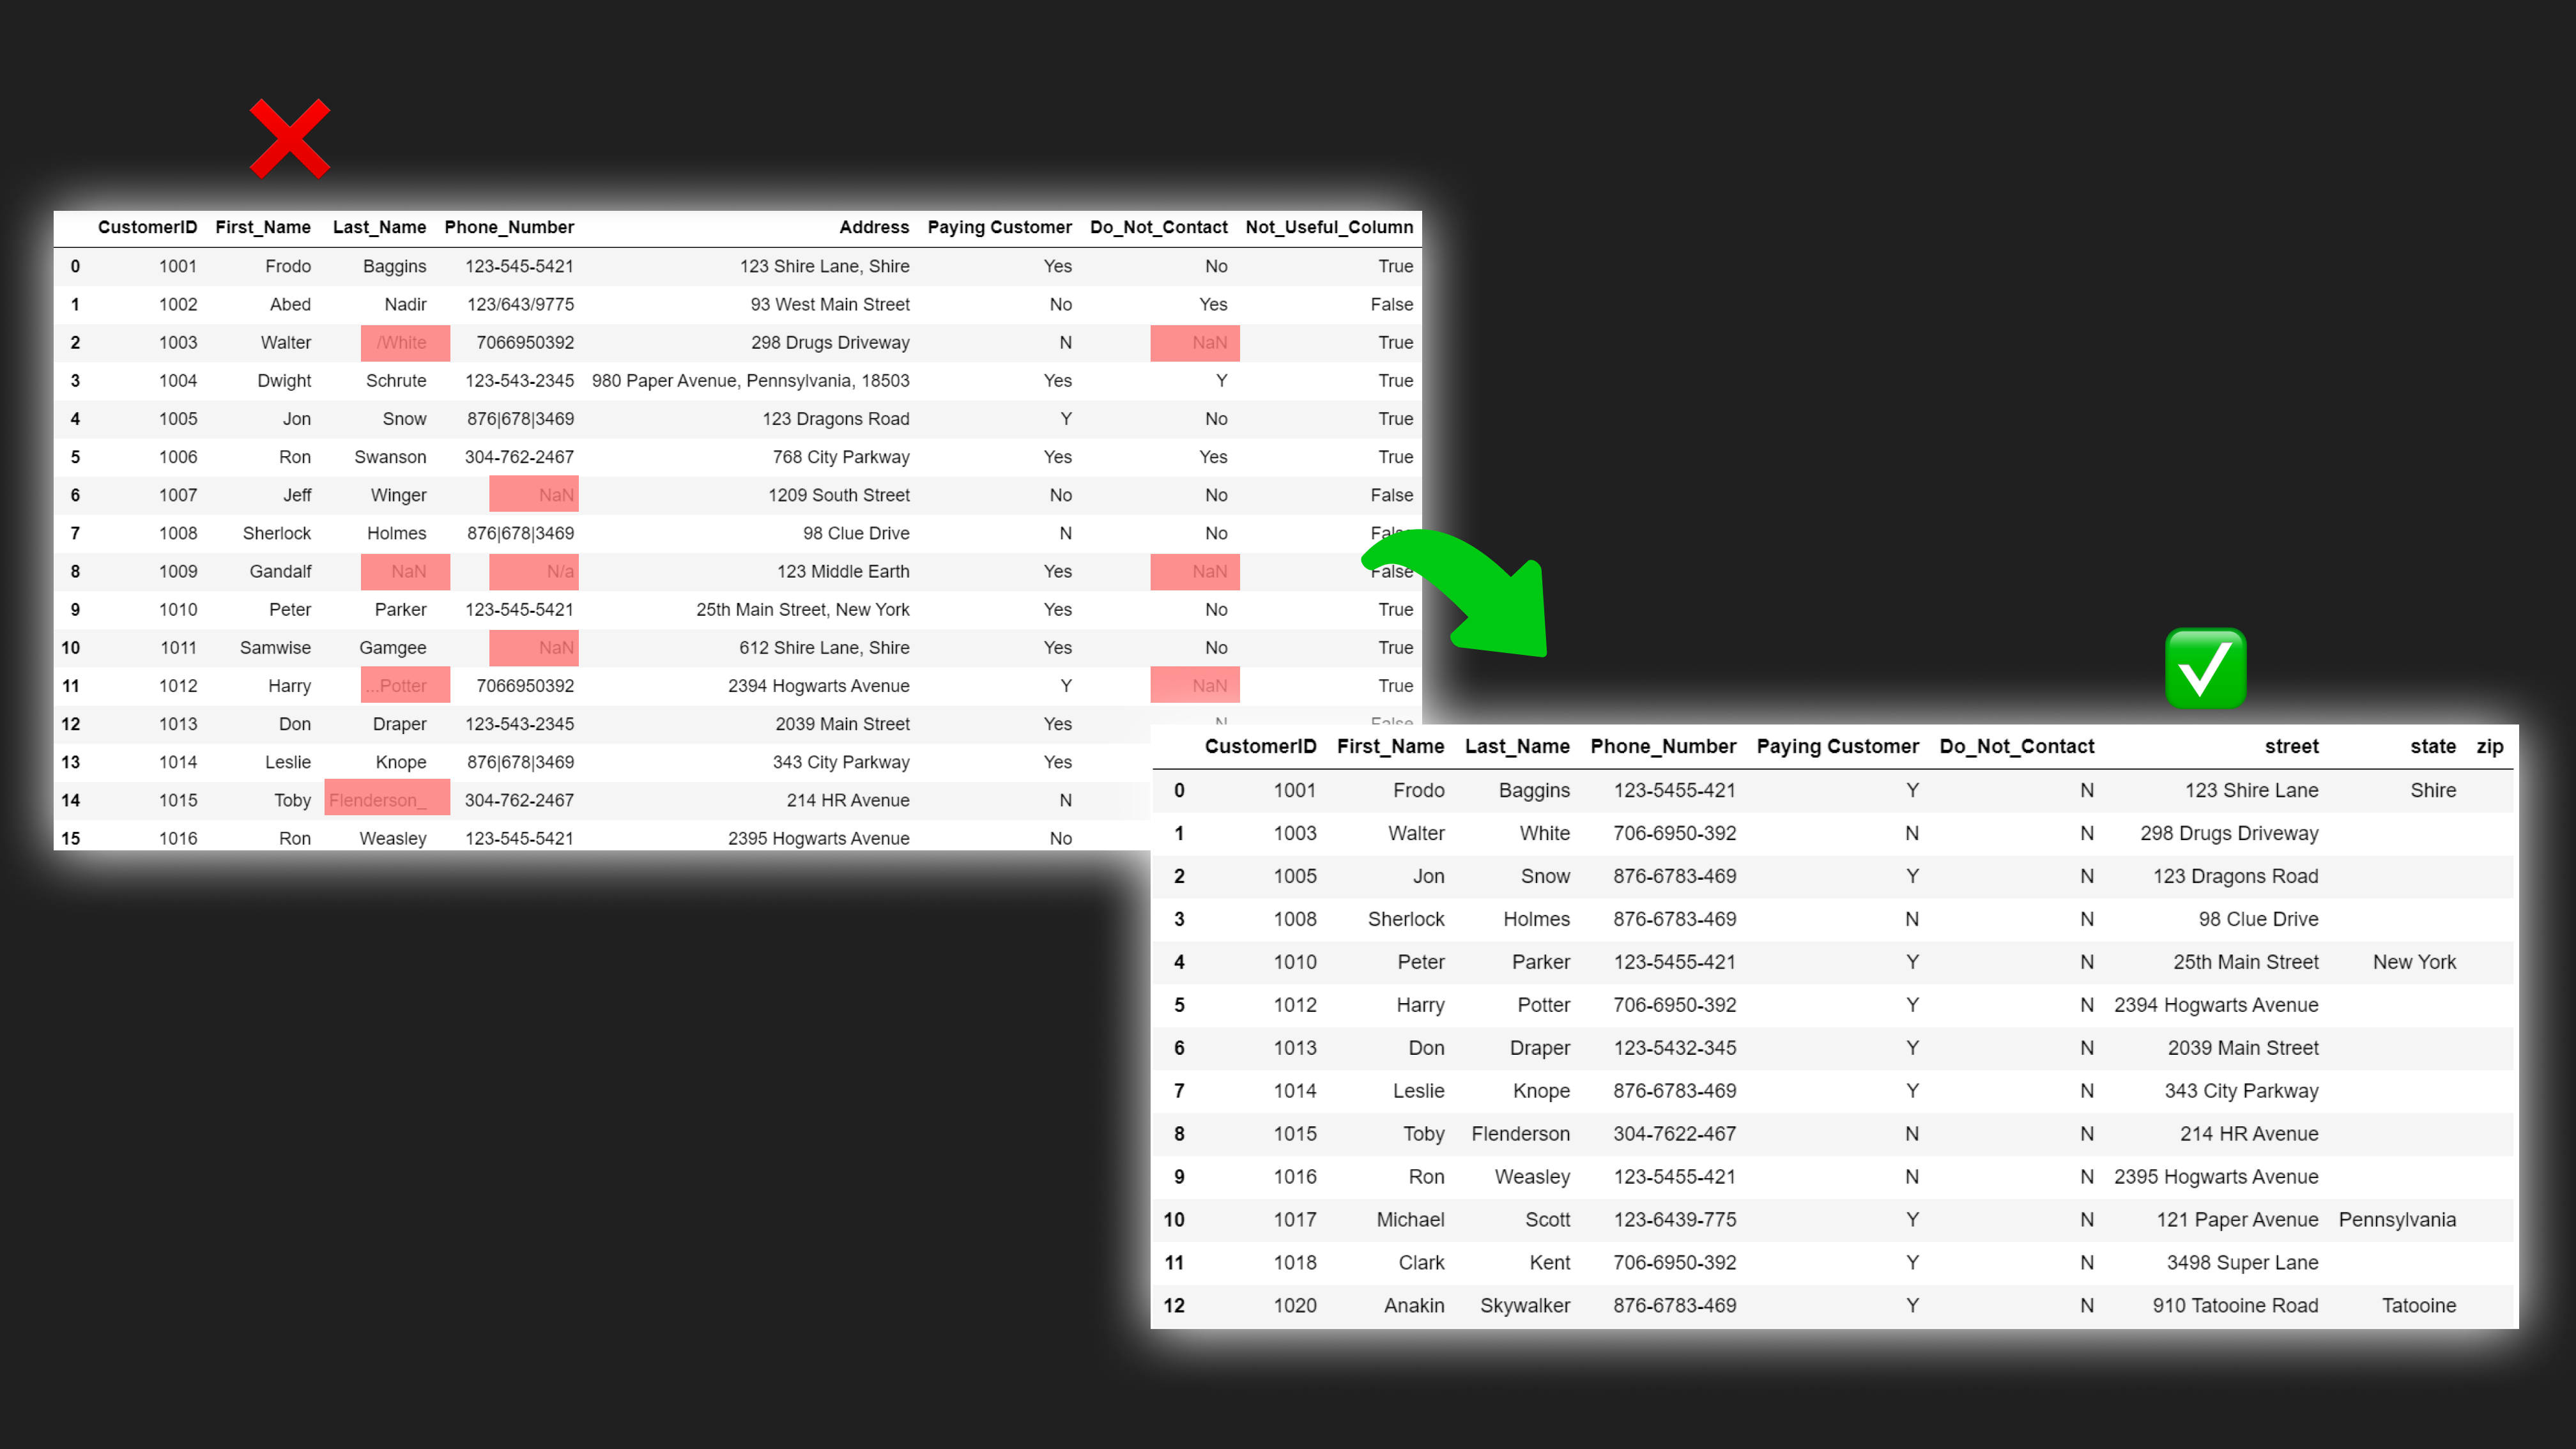 CustomerID First_Name Last_Name Phone_Number Address Paying Customer Do_Not_Contact Not_Useful_Column
0 1001 Frodo Baggins 123-545-5421 123 Shire Lane, Shire Yes No True
1 1002 Abed Nadir 123/643/9775 93 West Main Street No Yes False
2 1003 Walter /White 7066950392 298 Drugs Driveway N NaN True
3 1004 Dwight Schrute 123-543-2345 980 Paper Avenue, Pennsylvania, 18503 Yes Y True
4 1005 Jon Snow 876|678|3469 123 Dragons Road Y No True
5 1006 Ron Swanson 304-762-2467 768 City Parkway Yes Yes True
6 1007 Jeff Winger NaN 1209 South Street No No False
7 1008 Sherlock Holmes 876|678|3469 98 Clue Drive N No False
8 1009 Gandalf NaN N/a 123 Middle Earth Yes NaN False
9 1010 Peter Parker 123-545-5421 25th Main Street, New York Yes No True
10 1011 Samwise Gamgee NaN 612 Shire Lane, Shire Yes No True
11 1012 Harry ...Potter 7066950392 2394 Hogwarts Avenue Y NaN True
12 1013 Don Draper 123-543-2345 2039 Main Street Yes N False
13 1014 Leslie Knope 876|678|3469 343 City Parkway Yes
14 1015 Toby Flenderson_ 304-762-2467 214 HR Avenue N
15 1016 Ron Weasley 123-545-5421 2395 Hogwarts Avenue No
CustomerID First_Name Last_Name Phone_Number Paying Customer Do_Not_Contact street state zip
0 1001 Frodo Baggins 123-5455-421 Y N 123 Shire Lane Shire
1 1003 Walter White 706-6950-392 N N 298 Drugs Driveway
2 1005 Jon Snow 876-6783-469 Y N 123 Dragons Road
3 1008 Sherlock Holmes 876-6783-469 N N 98 Clue Drive
4 1010 Peter Parker 123-5455-421 Y N 25th Main Street New York
5 1012 Harry Potter 706-6950-392 Y N 2394 Hogwarts Avenue
6 1013 Don Draper 123-5432-345 Y N 2039 Main Street
7 1014 Leslie Knope 876-6783-469 Y N 343 City Parkway
8 1015 Toby Flenderson 304-7622-467 N N 214 HR Avenue
9 1016 Ron Weasley 123-5455-421 N N 2395 Hogwarts Avenue
10 1017 Michael Scott 123-6439-775 Y N 121 Paper Avenue Pennsylvania
11 1018 Clark Kent 706-6950-392 Y N 3498 Super Lane
12 1020 Anakin Skywalker 876-6783-469 Y N 910 Tatooine Road Tatooine